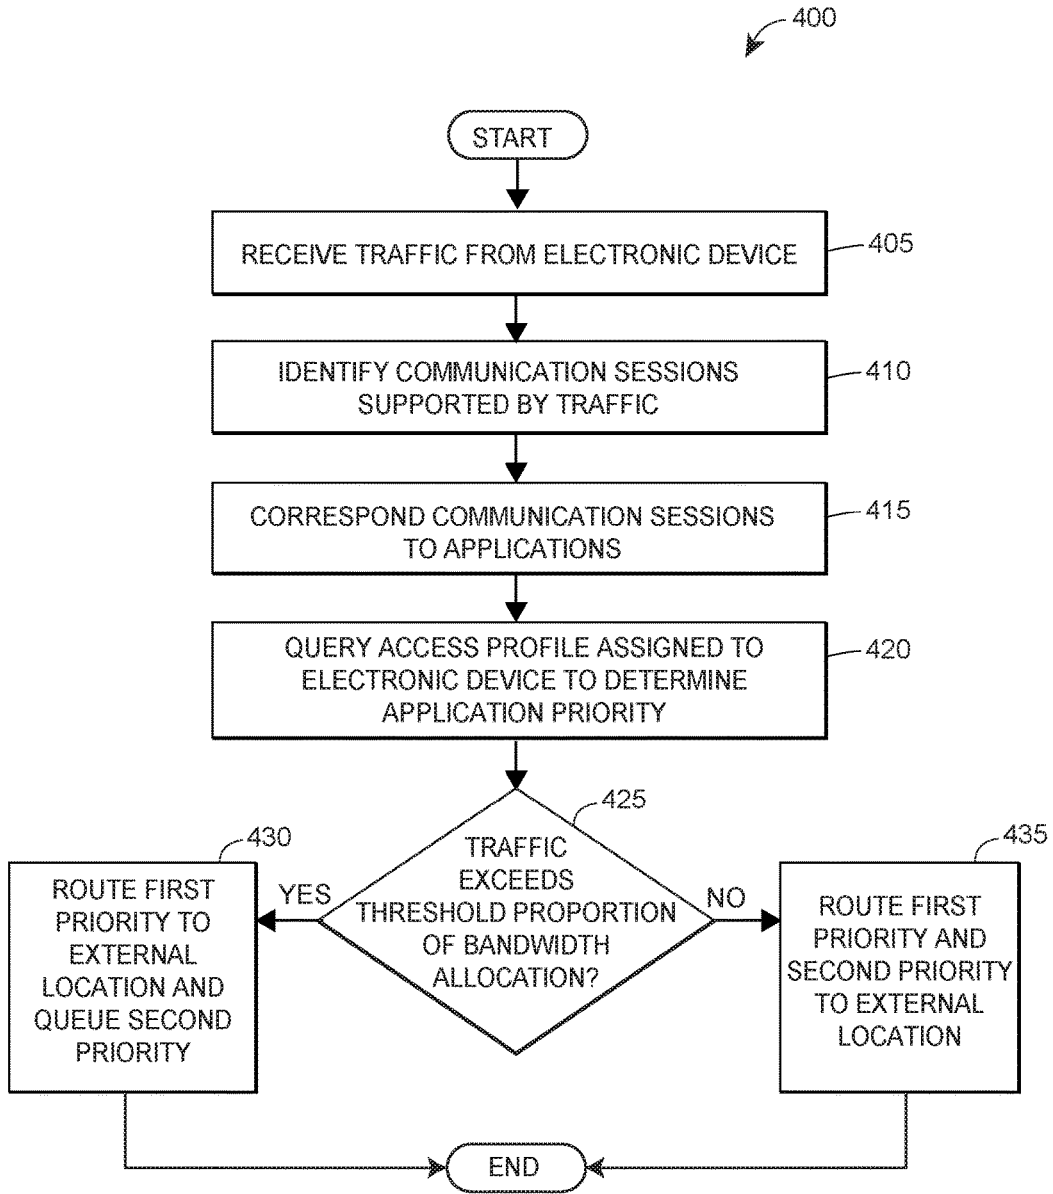 400
START
RECEIVE TRAFFIC FROM ELECTRONIC DEVICE
405
IDENTIFY COMMUNICATION SESSIONS
SUPPORTED BY TRAFFIC
410
CORRESPOND COMMUNICATION SESSIONS
TO APPLICATIONS
415
QUERY ACCESS PROFILE ASSIGNED TO
ELECTRONIC DEVICE TO DETERMINE
APPLICATION PRIORITY
420
425
TRAFFIC
EXCEEDS
THRESHOLD PROPORTION
OF BANDWIDTH
ALLOCATION?
YES
430
ROUTE FIRST
PRIORITY TO
EXTERNAL
LOCATION AND
QUEUE SECOND
PRIORITY
NO
435
ROUTE FIRST
PRIORITY AND
SECOND PRIORITY
TO EXTERNAL
LOCATION
END